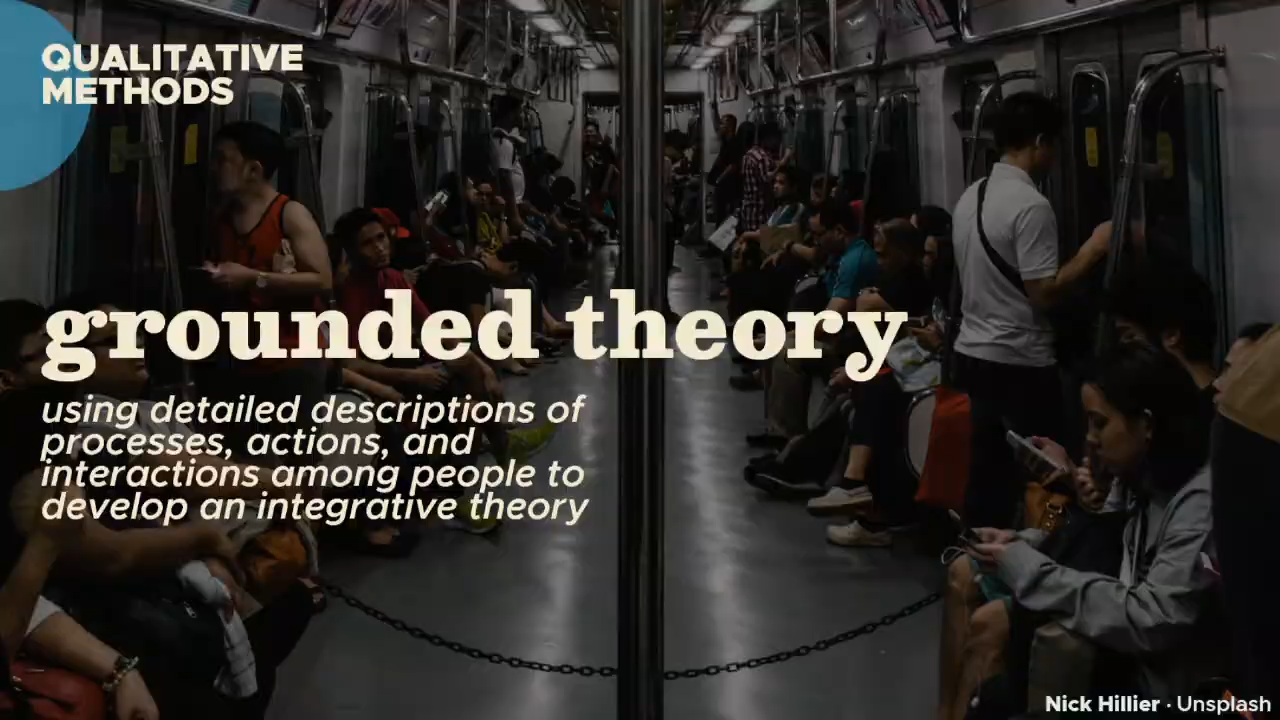 QUALITATIVE
METHODS
grounded theory
using detailed descriptions of
processes, actions, and
interactions among people to
develop an integrative theory
Nick Hillier · Unsplash